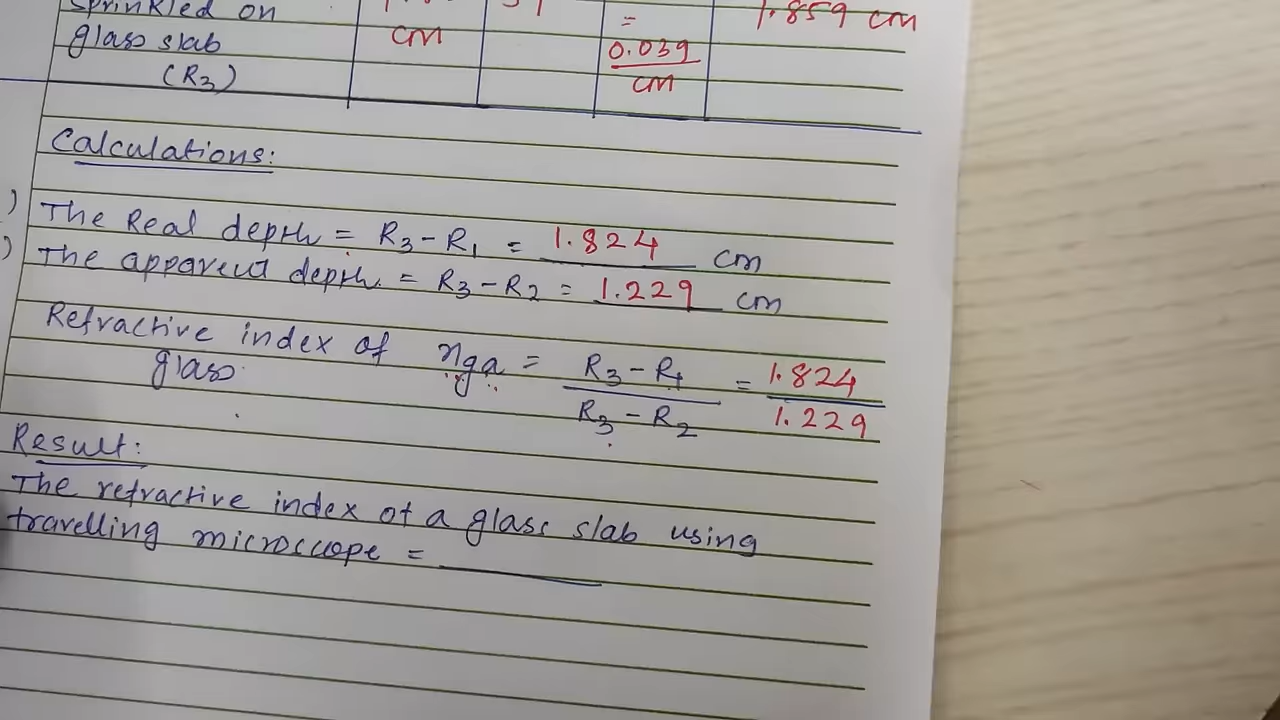 sprinkled on
glass slab
(R3)
cm
=
0.039
cm
1.859 cm
Calculations:
) The Real depth = R3 - R1 = 1.824 cm
) The apparent depth = R3 - R2 = 1.229 cm
Refractive index of glass nga = R3 - R1 / R3 - R2 = 1.824 / 1.229
Result:
The refractive index of a glass slab using
travelling microscope = ____